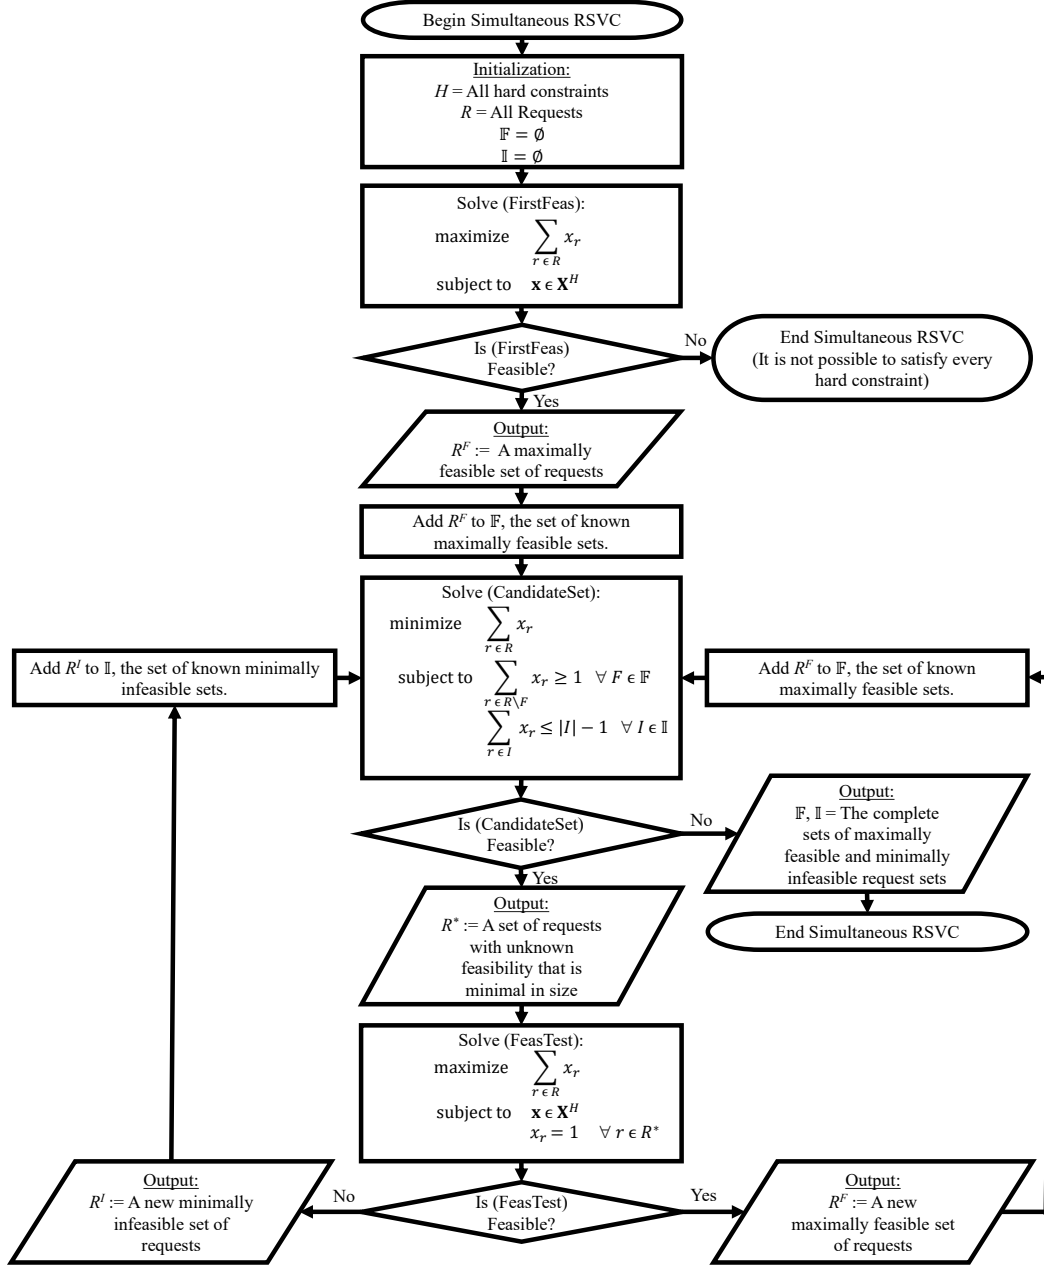 Begin Simultaneous RSVC
Initialization:
H = All hard constraints
R = All Requests
𝔽 = ∅
𝕀 = ∅
Solve (FirstFeas):
maximize ∑ x_r
r ϵ R
subject to 𝐱 ϵ 𝐗^H
Is (FirstFeas)
Feasible?
No
End Simultaneous RSVC
(It is not possible to satisfy every
hard constraint)
Yes
Output:
R^F := A maximally
feasible set of requests
Add R^F to 𝔽, the set of known
maximally feasible sets.
Solve (CandidateSet):
minimize ∑ x_r
r ϵ R
subject to ∑ x_r ≥ 1 ∀ F ϵ 𝔽
r ϵ R\F
∑ x_r ≤ |I| − 1 ∀ I ϵ 𝕀
r ϵ I
Add R^I to 𝕀, the set of known minimally
infeasible sets.
Add R^F to 𝔽, the set of known
maximally feasible sets.
Is (CandidateSet)
Feasible?
No
Output:
𝔽, 𝕀 = The complete
sets of maximally
feasible and minimally
infeasible request sets
End Simultaneous RSVC
Yes
Output:
R^* := A set of requests
with unknown
feasibility that is
minimal in size
Solve (FeasTest):
maximize ∑ x_r
r ϵ R
subject to 𝐱 ϵ 𝐗^H
x_r = 1 ∀ r ϵ R^*
Is (FeasTest)
Feasible?
No
Output:
R^I := A new minimally
infeasible set of
requests
Yes
Output:
R^F := A new
maximally feasible set
of requests